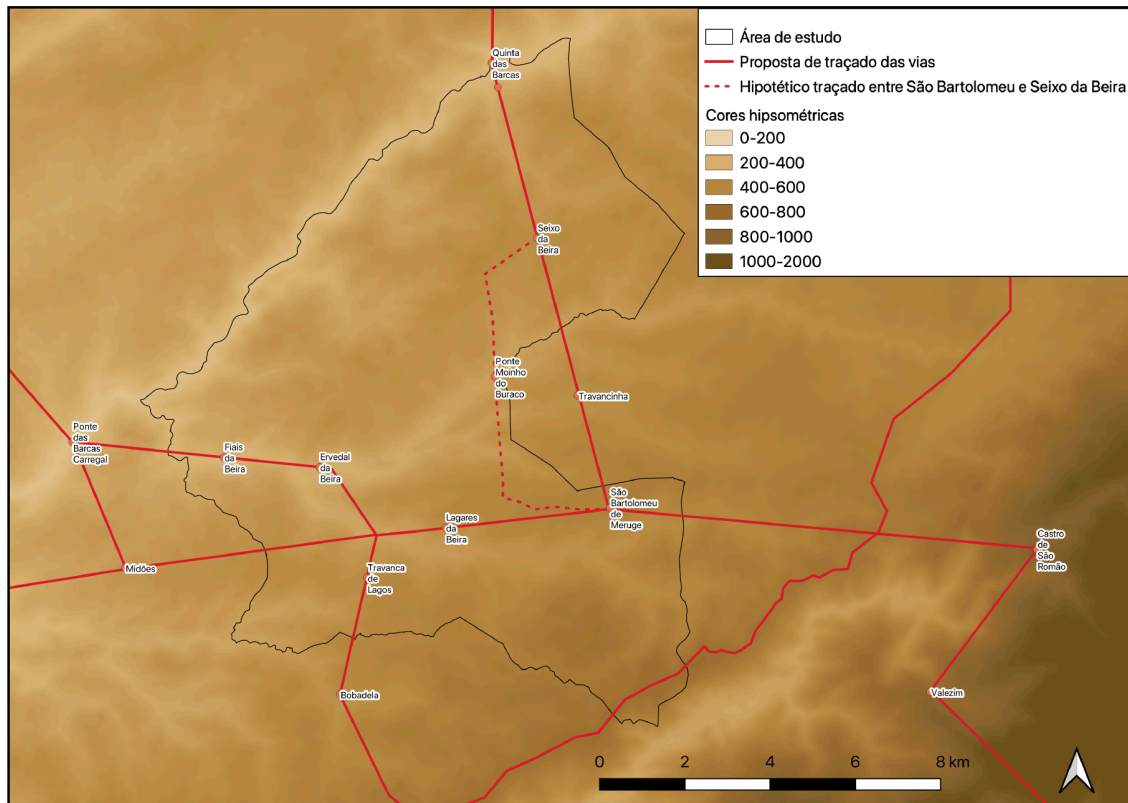 Área de estudo
Proposta de traçado das vias
Hipotético traçado entre São Bartolomeu e Seixo da Beira
Cores hipsométricas
0-200
200-400
400-600
600-800
800-1000
1000-2000
Quinta
das
Barcas
Seixo
da
Beira
Ponte
Moinho
do
Buraco
Travancinha
Ponte
das
Barcas
Carregal
Fiais
da
Beira
Ervedal
da
Beira
São
Bartolomeu
de
Meruge
Lagares
da
Beira
Castro
de
São
Romão
Midões
Travanca
de
Lagos
Bobadela
Valezim
0 2 4 6 8 km